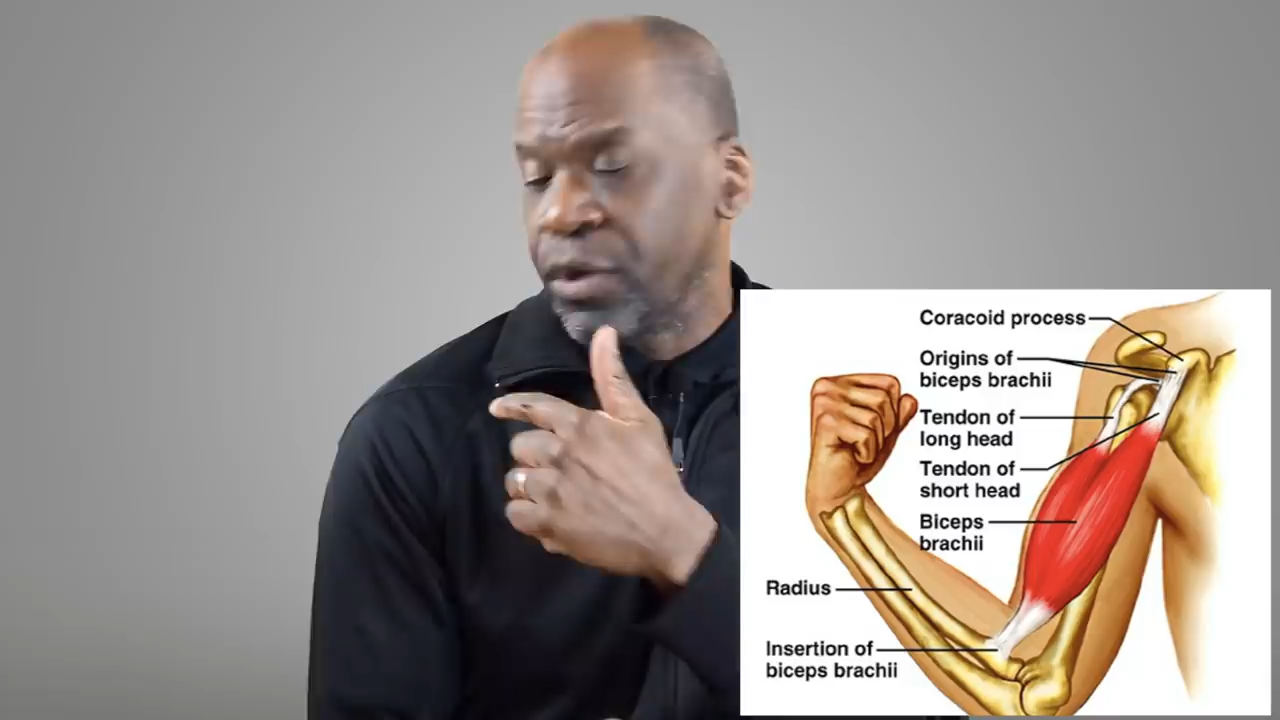 Coracoid process
Origins of
biceps brachii
Tendon of
long head
Tendon of
short head
Biceps
brachii
Radius
Insertion of
biceps brachii